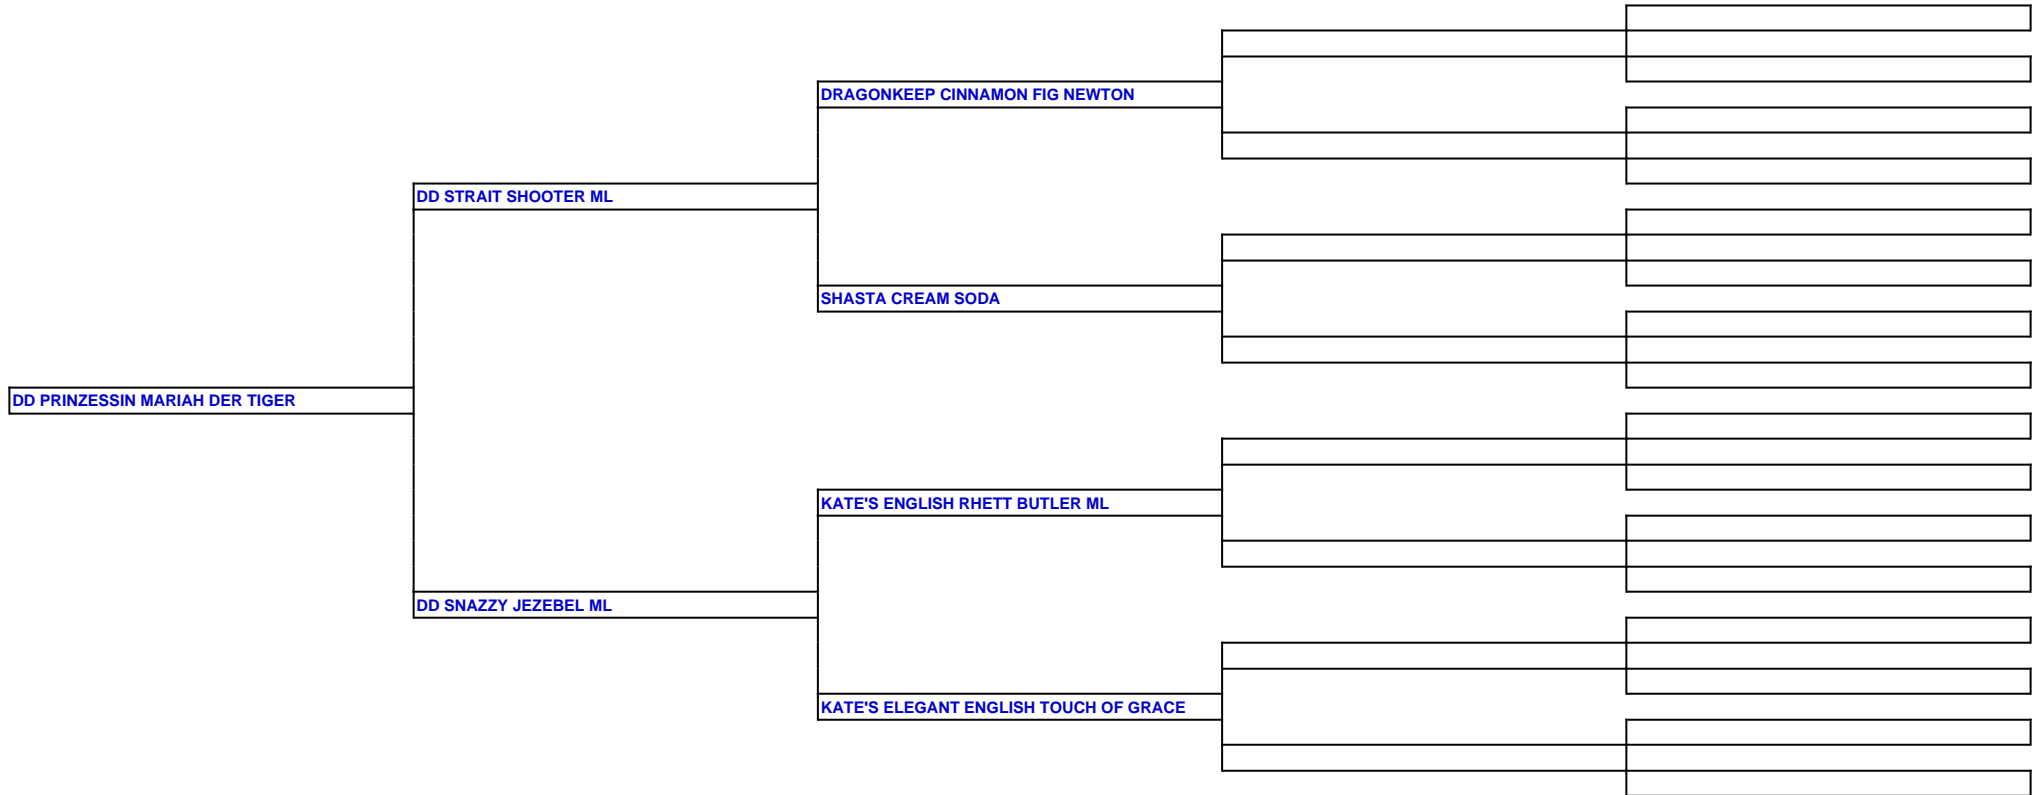 DRAGONKEEP CINNAMON FIG NEWTON
DD STRAIT SHOOTER ML
SHASTA CREAM SODA
DD PRINZESSIN MARIAH DER TIGER
KATE'S ENGLISH RHETT BUTLER ML
DD SNAZZY JEZEBEL ML
KATE'S ELEGANT ENGLISH TOUCH OF GRACE